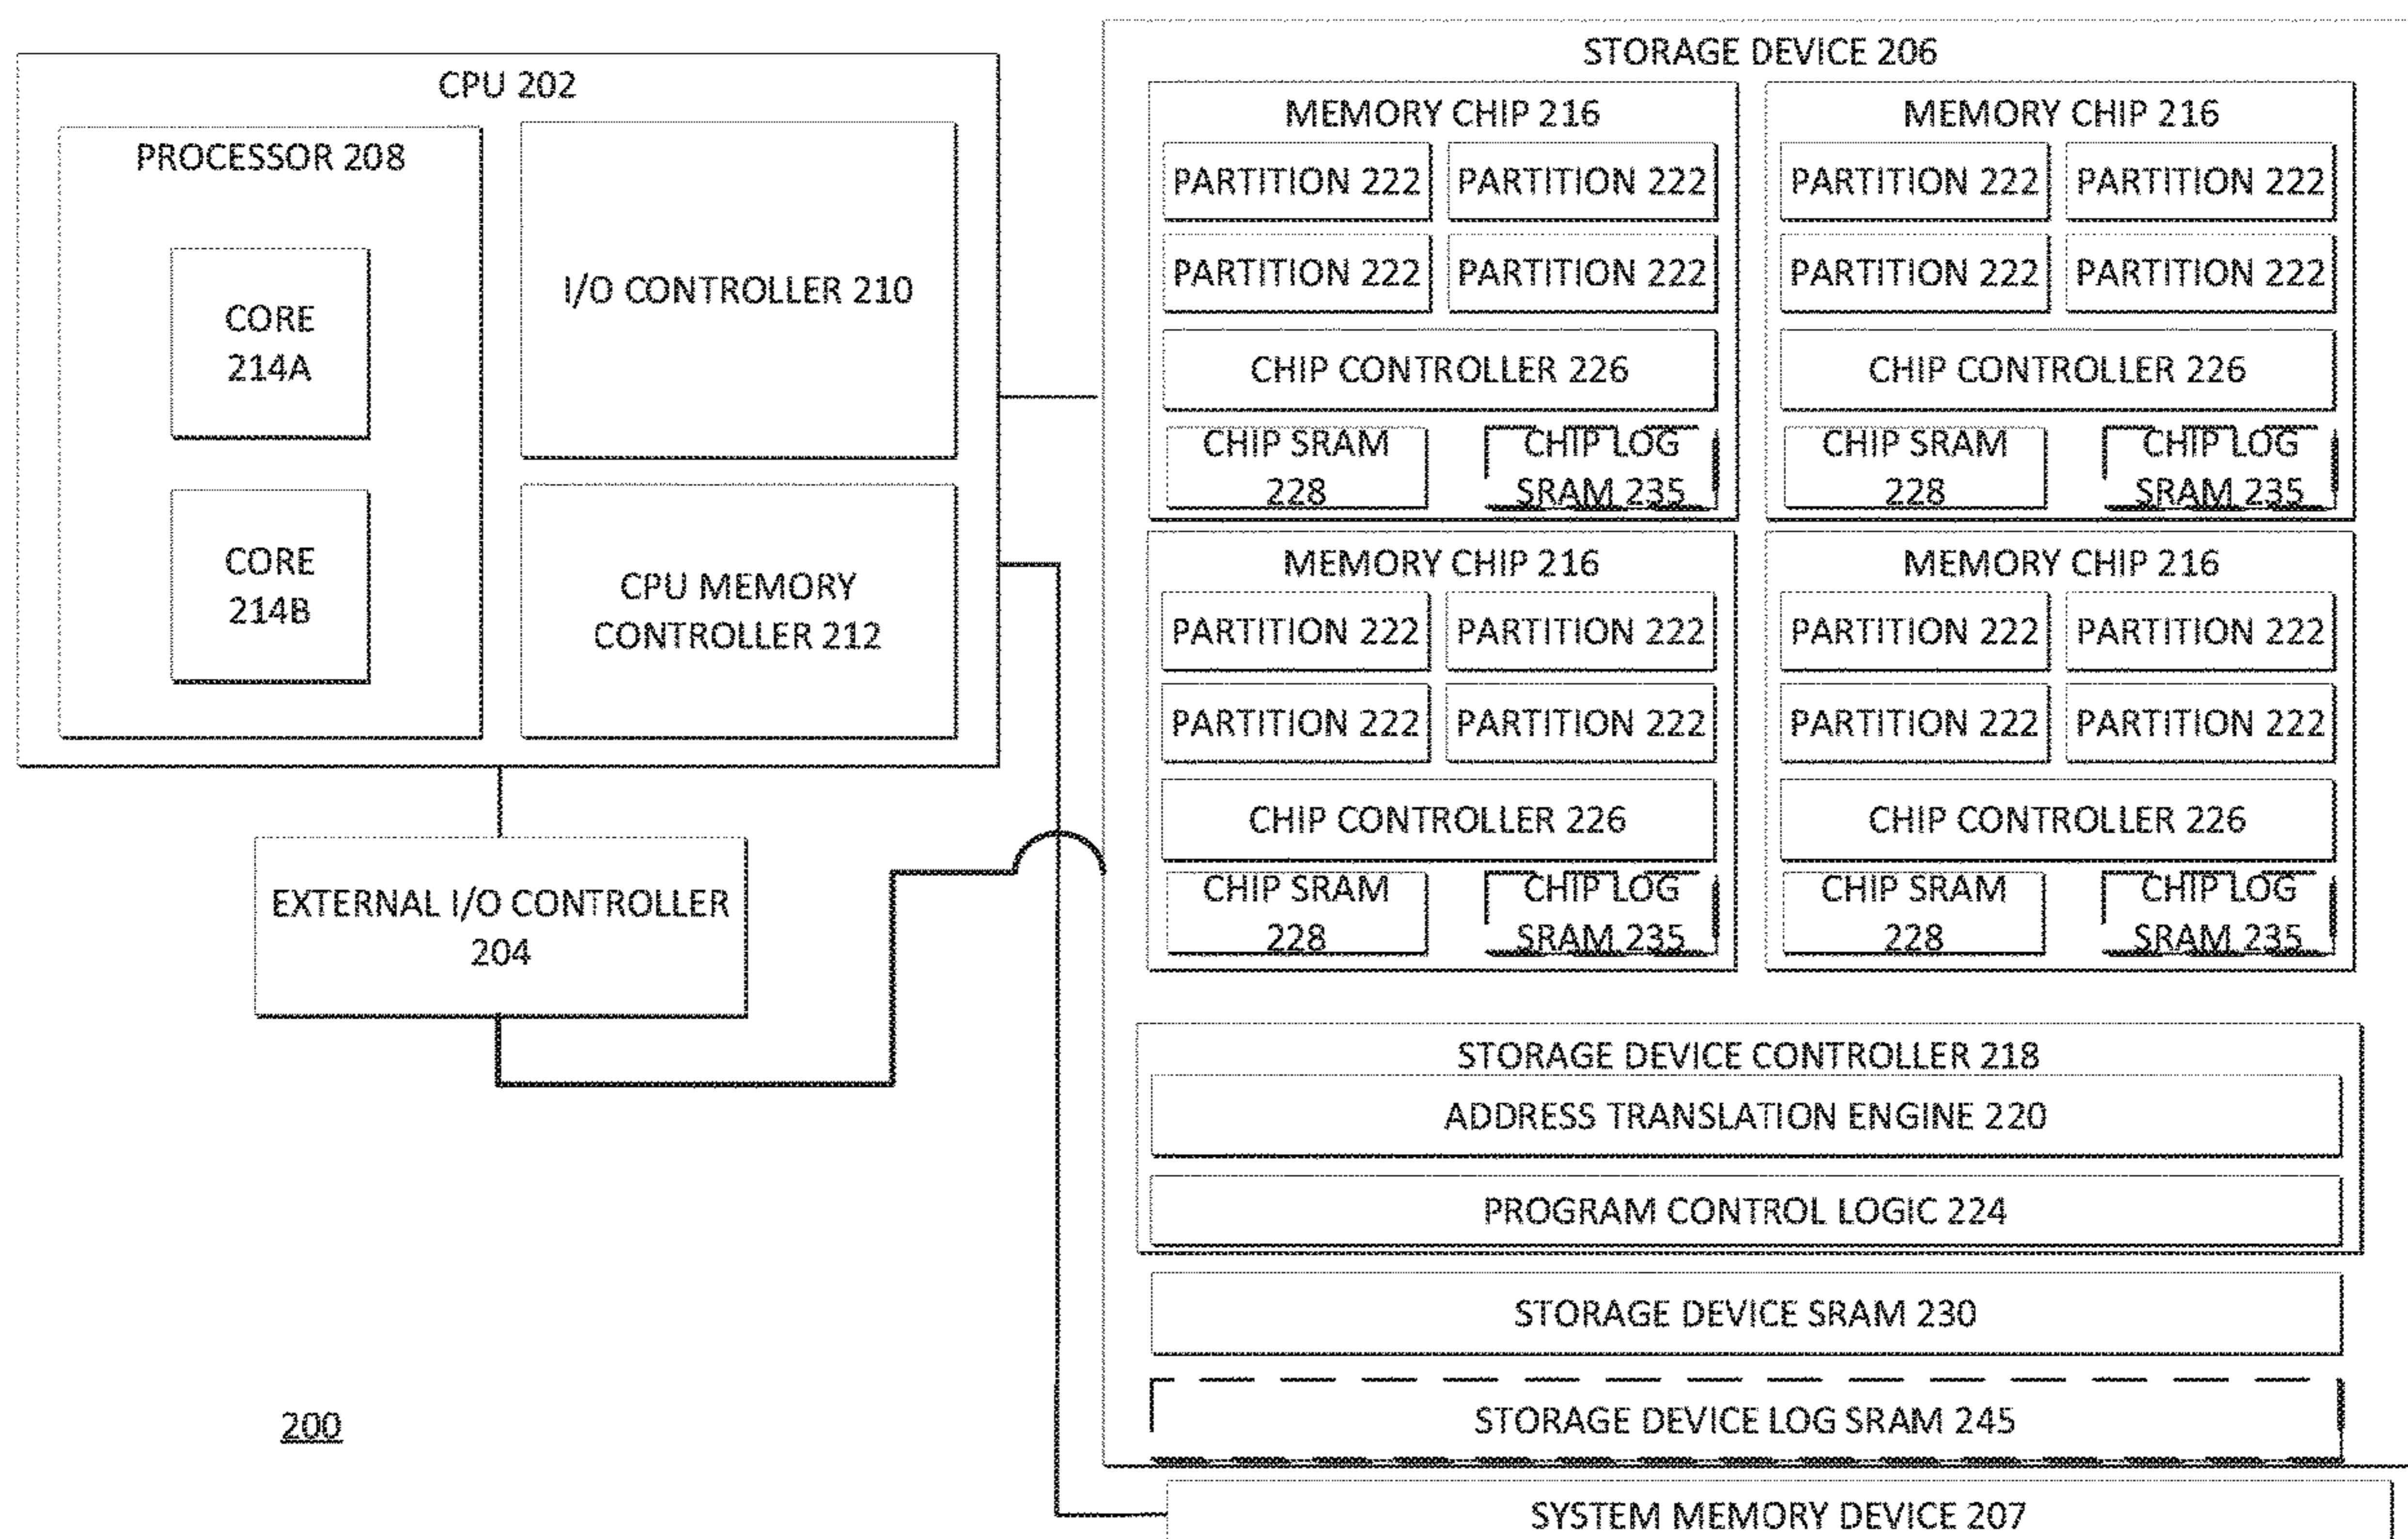 CPU 202
PROCESSOR 208
CORE
214A
CORE
214B
I/O CONTROLLER 210
CPU MEMORY
CONTROLLER 212
EXTERNAL I/O CONTROLLER
204
200
STORAGE DEVICE 206
MEMORY CHIP 216
PARTITION 222
PARTITION 222
PARTITION 222
PARTITION 222
CHIP CONTROLLER 226
CHIP SRAM
228
CHIP LOG
SRAM 235
MEMORY CHIP 216
PARTITION 222
PARTITION 222
PARTITION 222
PARTITION 222
CHIP CONTROLLER 226
CHIP SRAM
228
CHIP LOG
SRAM 235
MEMORY CHIP 216
PARTITION 222
PARTITION 222
PARTITION 222
PARTITION 222
CHIP CONTROLLER 226
CHIP SRAM
228
CHIP LOG
SRAM 235
MEMORY CHIP 216
PARTITION 222
PARTITION 222
PARTITION 222
PARTITION 222
CHIP CONTROLLER 226
CHIP SRAM
228
CHIP LOG
SRAM 235
STORAGE DEVICE CONTROLLER 218
ADDRESS TRANSLATION ENGINE 220
PROGRAM CONTROL LOGIC 224
STORAGE DEVICE SRAM 230
STORAGE DEVICE LOG SRAM 245
SYSTEM MEMORY DEVICE 207